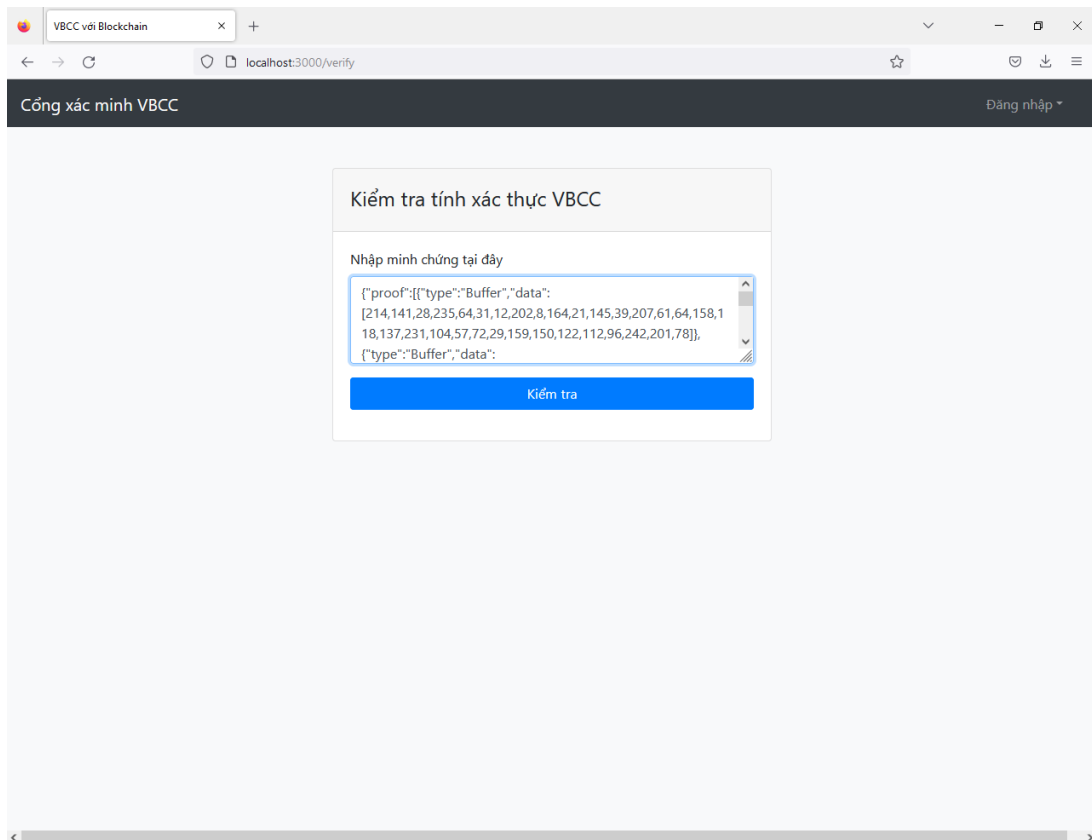 VBCC với Blockchain
localhost:3000/verify
Cổng xác minh VBCC
Đăng nhập
Kiểm tra tính xác thực VBCC
Nhập minh chứng tại đây
{"proof":[{"type":"Buffer","data":
[214,141,28,235,64,31,12,202,8,164,21,145,39,207,61,64,158,1
18,137,231,104,57,72,29,159,150,122,112,96,242,201,78]},
{"type":"Buffer","data":
Kiểm tra